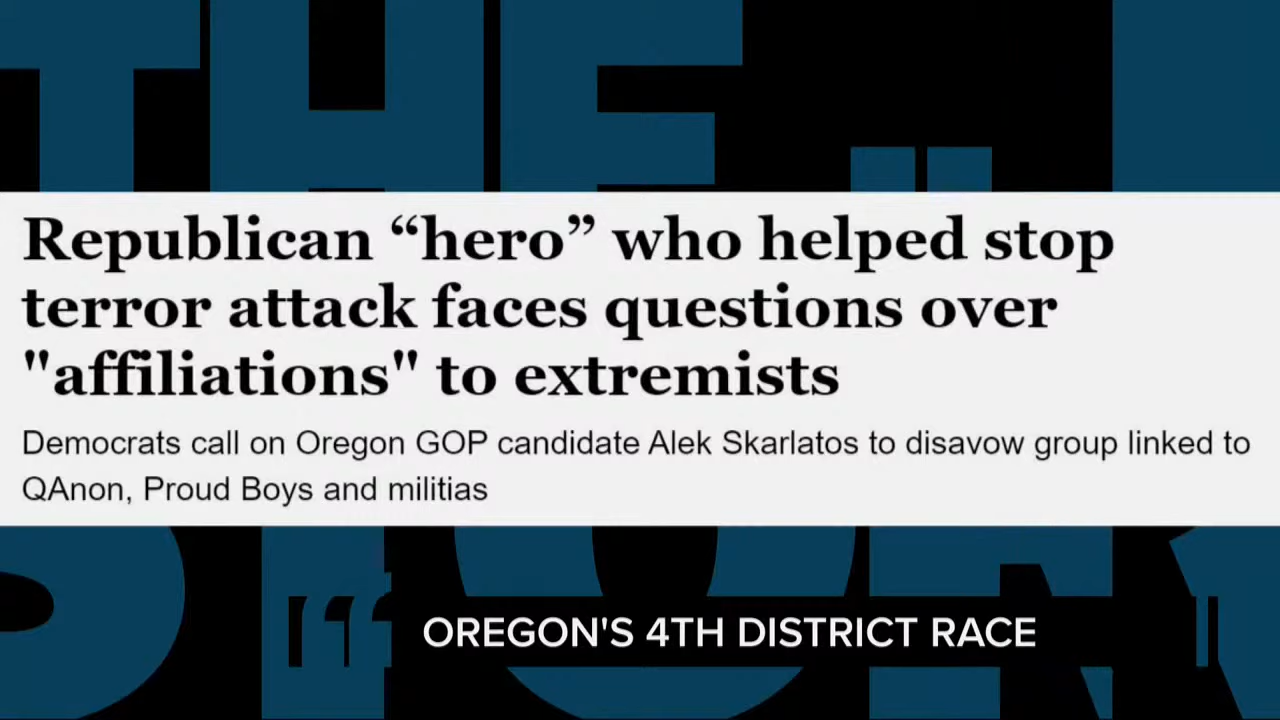 THE
Republican “hero” who helped stop
terror attack faces questions over
"affiliations" to extremists
Democrats call on Oregon GOP candidate Alek Skarlatos to disavow group linked to
QAnon, Proud Boys and militias
OREGON'S 4TH DISTRICT RACE